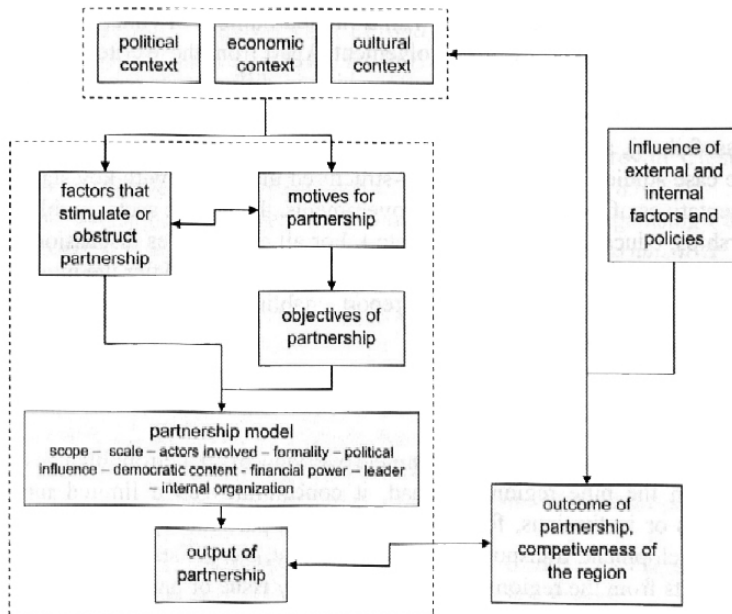 political
context
economic
context
cultural
context
factors that
stimulate or
obstruct
partnership
motives for
partnership
Influence of
external and
internal
factors and
policies
objectives of
partnership
partnership model
scope – scale – actors involved – formality – political
influence – democratic content - financial power – leader
– internal organization
output of
partnership
outcome of
partnership,
competiveness of
the region